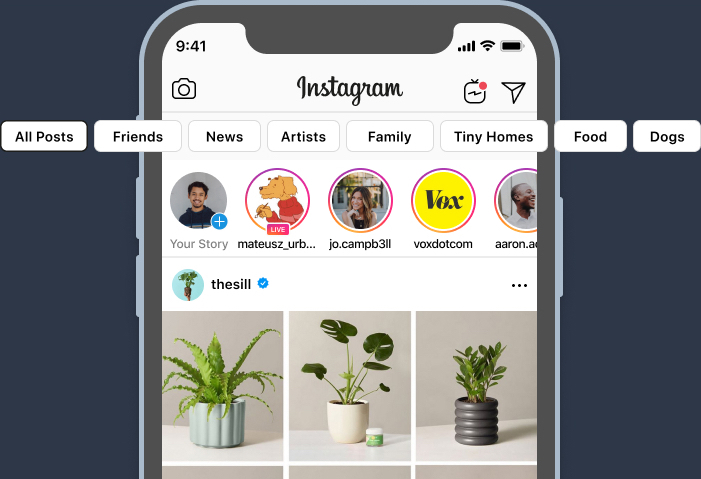 9:41
Instagram
All Posts Friends News Artists Family Tiny Homes Food Dogs
LIVE
Vox
Your Story mateusz_urb... jo.campb3ll voxdotcom aaron.ac
thesill